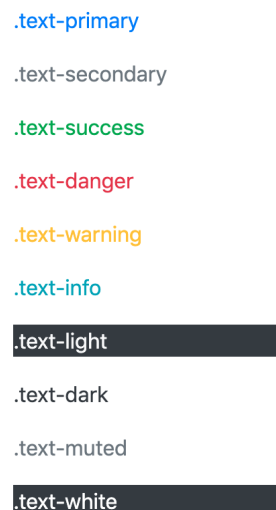 .text-primary
.text-secondary
.text-success
.text-danger
.text-warning
.text-info
.text-light
.text-dark
.text-muted
.text-white